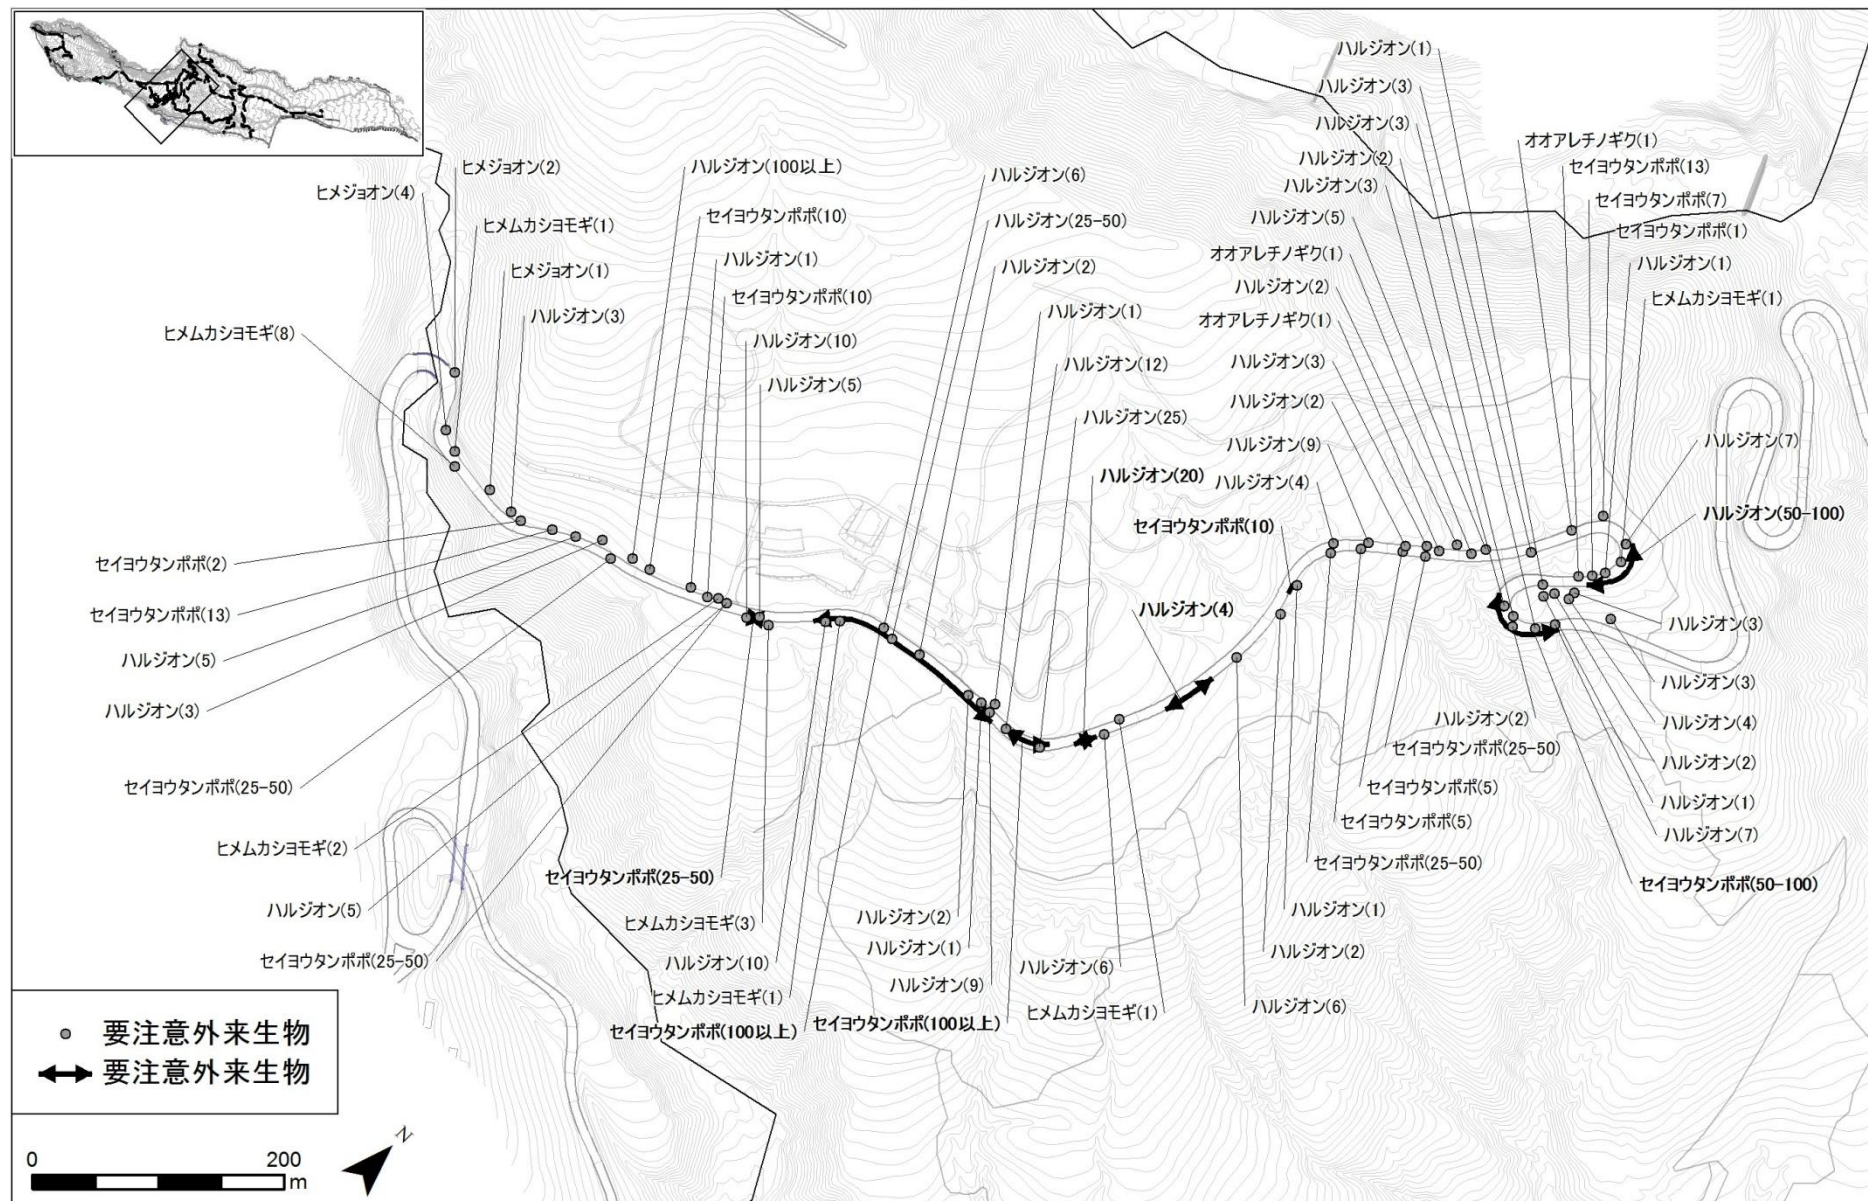 ハルジオン(1)
ハルジオン(3)
ハルジオン(3)
ハルジオン(2)
ハルジオン(3)
ハルジオン(5)
オオアレチノギク(1)
ハルジオン(2)
オオアレチノギク(1)
ハルジオン(3)
ハルジオン(2)
ハルジオン(9)
ハルジオン(4)
セイヨウタンポポ(10)
オオアレチノギク(1)
セイヨウタンポポ(13)
セイヨウタンポポ(7)
セイヨウタンポポ(1)
ハルジオン(1)
ヒメムカシヨモギ(1)
ハルジオン(7)
ハルジオン(50-100)
ヒメジョオン(2)
ヒメジョオン(4)
ヒメムカシヨモギ(1)
ヒメジョオン(1)
ハルジオン(3)
ヒメムカシヨモギ(8)
ハルジオン(100以上)
セイヨウタンポポ(10)
ハルジオン(1)
セイヨウタンポポ(10)
ハルジオン(10)
ハルジオン(5)
ハルジオン(6)
ハルジオン(25-50)
ハルジオン(2)
ハルジオン(1)
ハルジオン(12)
ハルジオン(25)
ハルジオン(20)
ハルジオン(4)
セイヨウタンポポ(2)
セイヨウタンポポ(13)
ハルジオン(5)
ハルジオン(3)
セイヨウタンポポ(25-50)
ヒメムカシヨモギ(2)
ハルジオン(5)
セイヨウタンポポ(25-50)
セイヨウタンポポ(25-50)
ヒメムカシヨモギ(3)
ハルジオン(10)
ヒメムカシヨモギ(1)
セイヨウタンポポ(100以上)
ハルジオン(2)
ハルジオン(1)
ハルジオン(9)
セイヨウタンポポ(100以上)
ハルジオン(6)
ヒメムカシヨモギ(1)
ハルジオン(6)
ハルジオン(2)
ハルジオン(1)
セイヨウタンポポ(25-50)
セイヨウタンポポ(5)
セイヨウタンポポ(5)
セイヨウタンポポ(25-50)
ハルジオン(2)
ハルジオン(3)
ハルジオン(3)
ハルジオン(4)
ハルジオン(2)
ハルジオン(1)
ハルジオン(7)
セイヨウタンポポ(50-100)
要注意外来生物
要注意外来生物
0 200
m
N